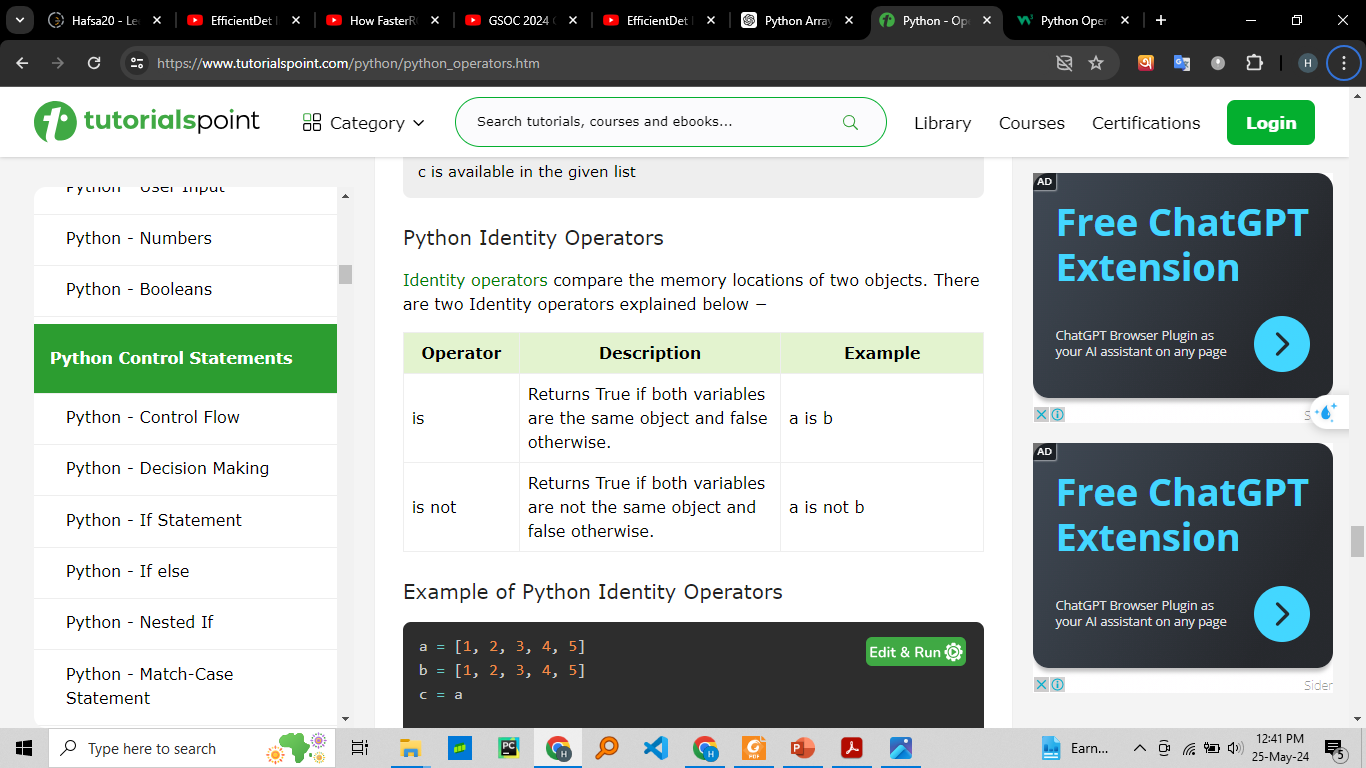 Hafsa20 - Le
EfficientDet
How FasterR
GSOC 2024
EfficientDet
Python Array
Python - Ope
Python Oper
https://www.tutorialspoint.com/python/python_operators.htm
H
tutorialspoint
Category
Search tutorials, courses and ebooks...
Library
Courses
Certifications
Login
Python - User Input
Python - Numbers
Python - Booleans
Python Control Statements
Python - Control Flow
Python - Decision Making
Python - If Statement
Python - If else
Python - Nested If
Python - Match-Case
Statement
c is available in the given list
Python Identity Operators
Identity operators compare the memory locations of two objects. There
are two Identity operators explained below −
Operator Description Example
is
Returns True if both variables
are the same object and false
otherwise.
a is b
is not
Returns True if both variables
are not the same object and
false otherwise.
a is not b
Example of Python Identity Operators
a = [1, 2, 3, 4, 5]
b = [1, 2, 3, 4, 5]
c = a
Edit & Run
AD
Free ChatGPT
Extension
ChatGPT Browser Plugin as
your AI assistant on any page
AD
Free ChatGPT
Extension
ChatGPT Browser Plugin as
your AI assistant on any page
Sider
Type here to search
Earn...
12:41 PM
25-May-24
5